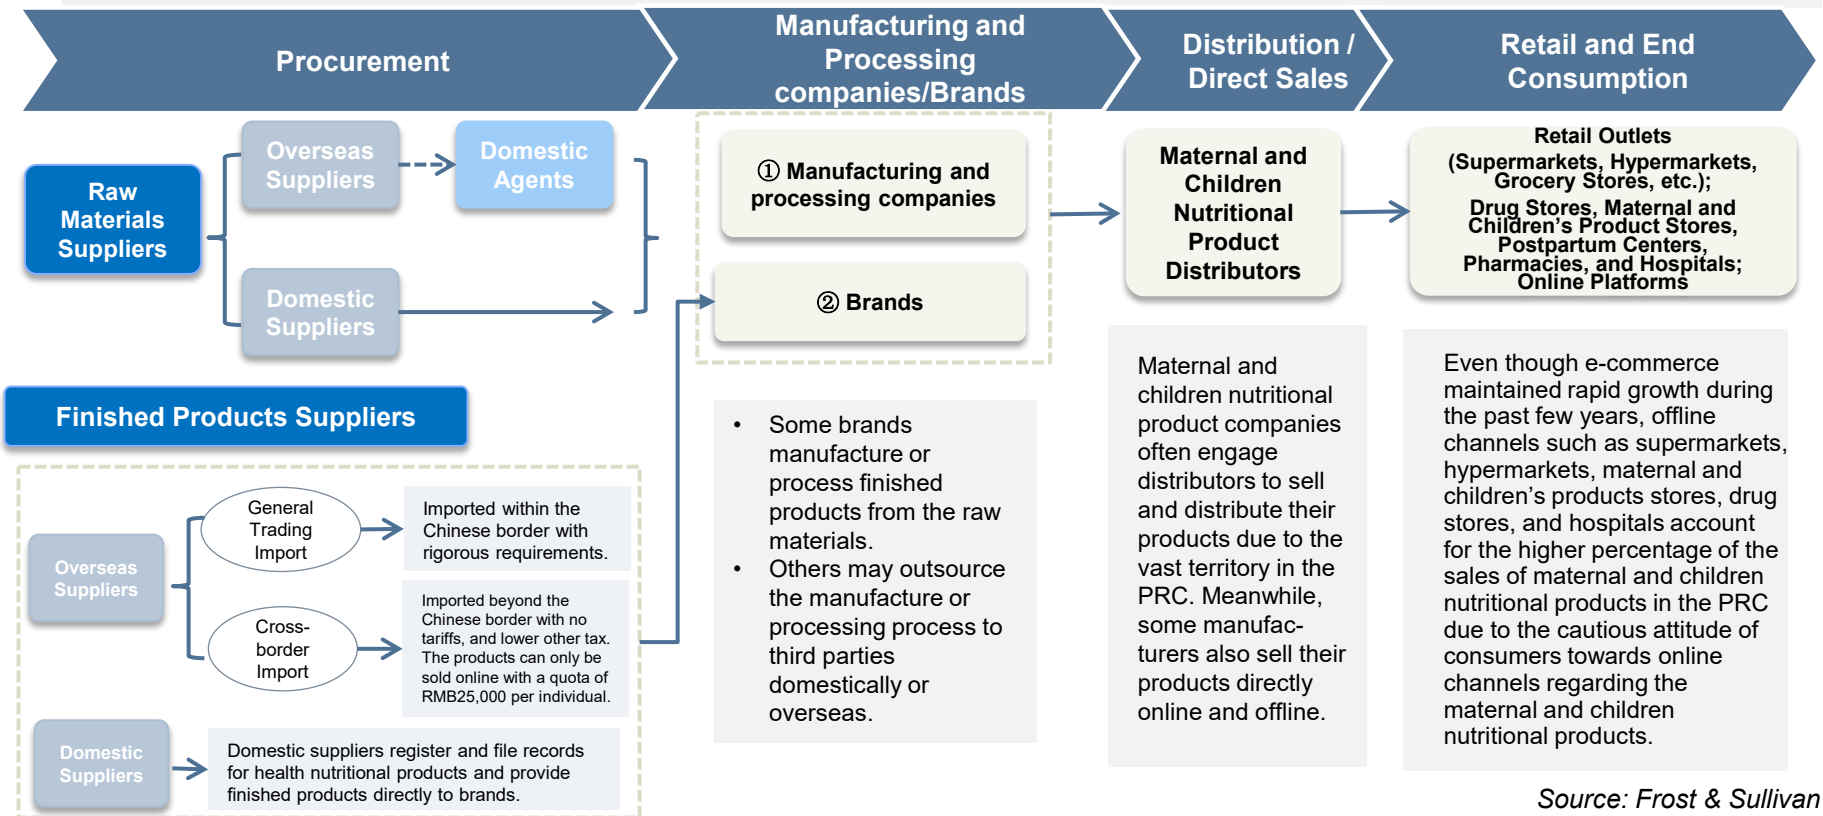 Procurement
Manufacturing and
Processing
companies/Brands
Distribution /
Direct Sales
Retail and End
Consumption
Raw
Materials
Suppliers
Overseas
Suppliers
Domestic
Agents
Domestic
Suppliers
Finished Products Suppliers
Overseas
Suppliers
General
Trading
Import
Imported within the
Chinese border with
rigorous requirements.
Cross-
border
Import
Imported beyond the
Chinese border with no
tariffs, and lower other tax.
The products can only be
sold online with a quota of
RMB25,000 per individual.
Domestic
Suppliers
Domestic suppliers register and file records
for health nutritional products and provide
finished products directly to brands.
① Manufacturing and
processing companies
② Brands
• Some brands
manufacture or
process finished
products from the raw
materials.
• Others may outsource
the manufacture or
processing process to
third parties
domestically or
overseas.
Maternal and
Children
Nutritional
Product
Distributors
Maternal and
children nutritional
product companies
often engage
distributors to sell
and distribute their
products due to the
vast territory in the
PRC. Meanwhile,
some manufac-
turers also sell their
products directly
online and offline.
Retail Outlets
(Supermarkets, Hypermarkets,
Grocery Stores, etc.);
Drug Stores, Maternal and
Children’s Product Stores,
Postpartum Centers,
Pharmacies, and Hospitals;
Online Platforms
Even though e-commerce
maintained rapid growth during
the past few years, offline
channels such as supermarkets,
hypermarkets, maternal and
children’s products stores, drug
stores, and hospitals account
for the higher percentage of the
sales of maternal and children
nutritional products in the PRC
due to the cautious attitude of
consumers towards online
channels regarding the
maternal and children
nutritional products.
Source: Frost & Sullivan